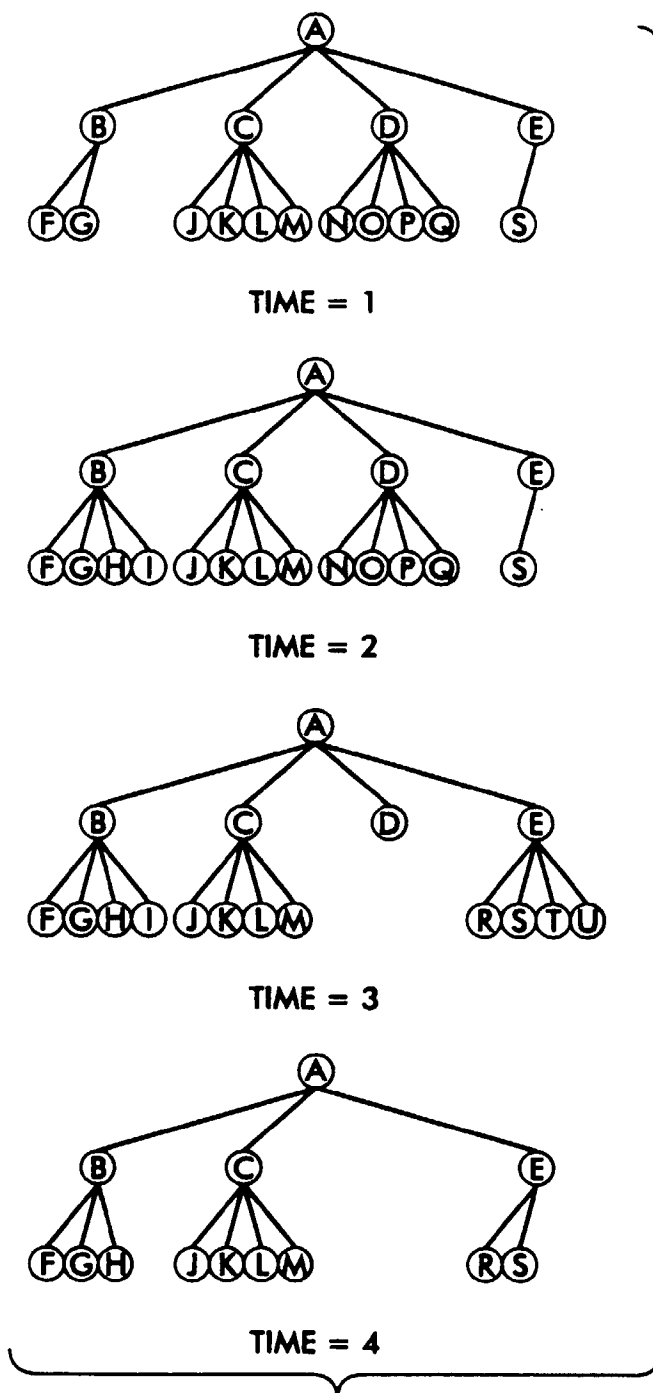 A
B C D E
F G J K L M N O P Q S
TIME = 1
A
B C D E
F G H I J K L M N O P Q S
TIME = 2
A
B C D E
F G H I J K L M R S T U
TIME = 3
A
B C E
F G H J K L M R S
TIME = 4